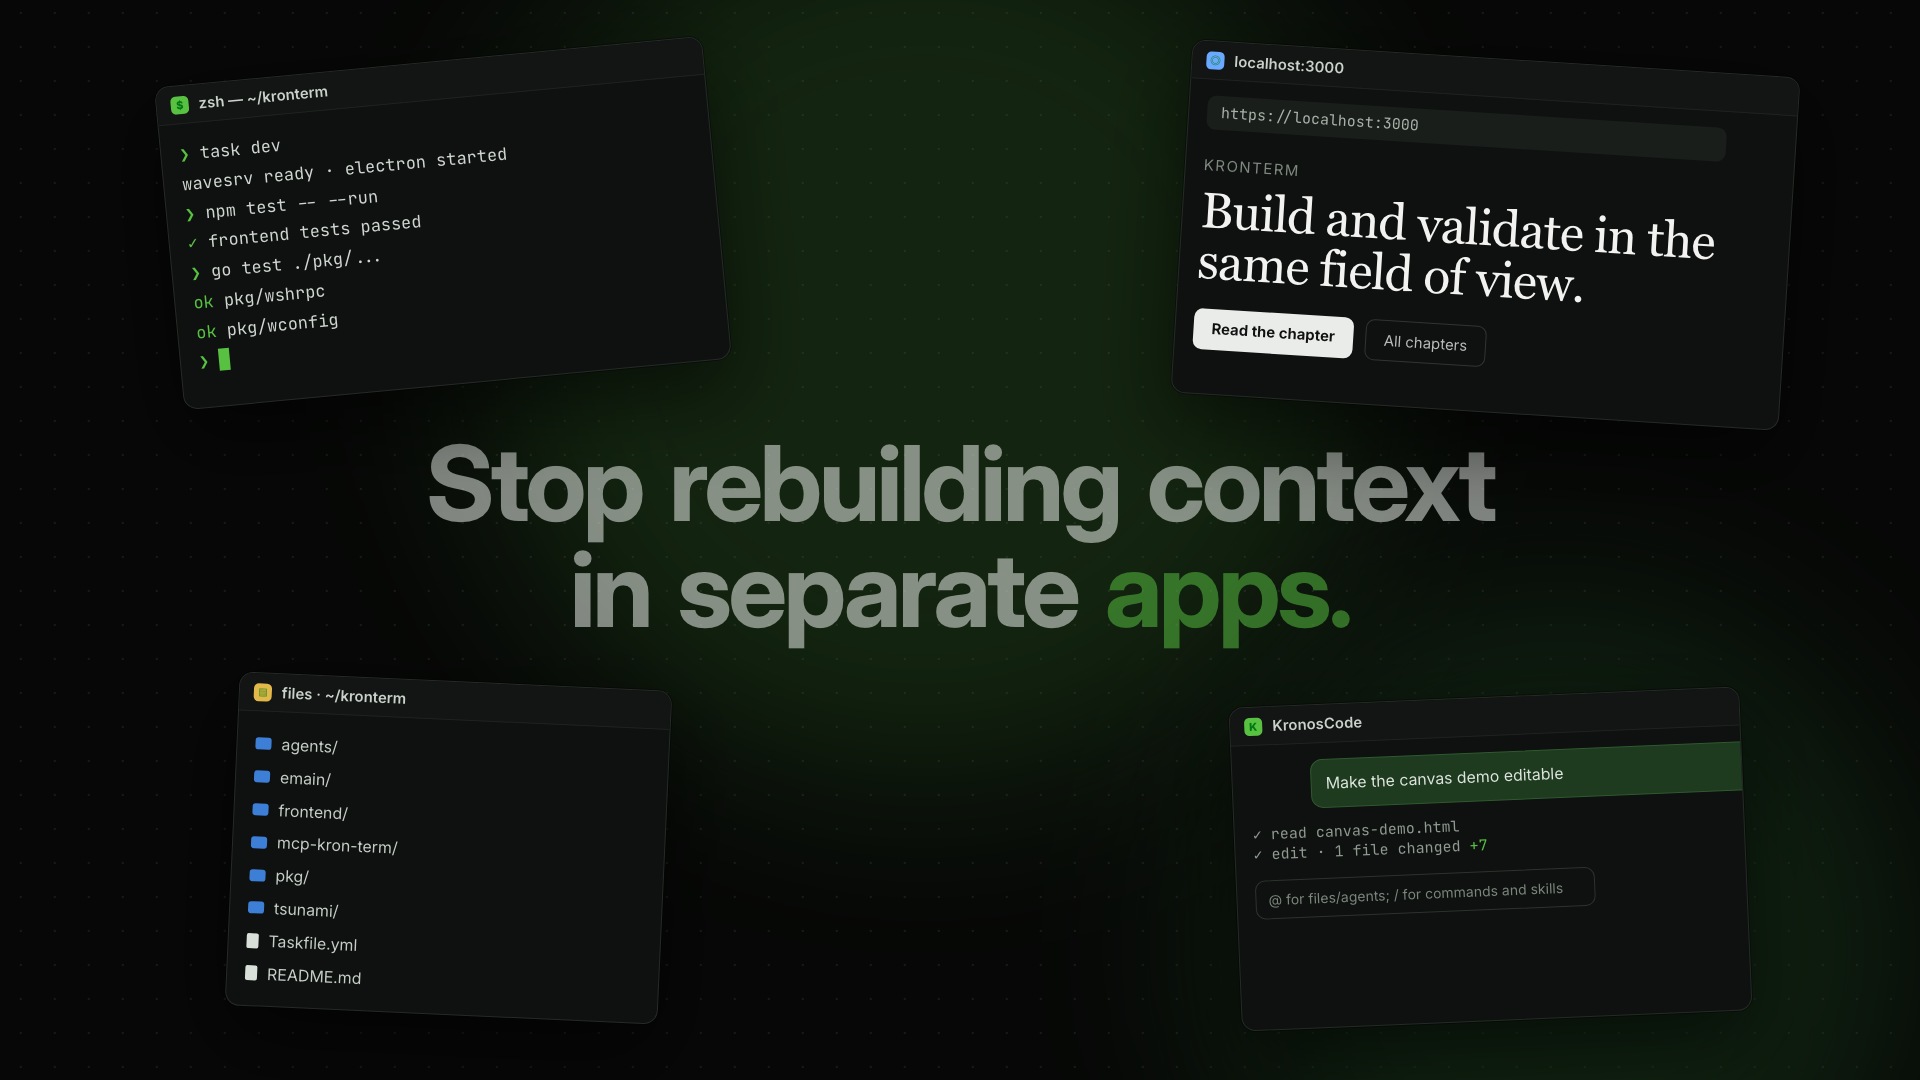 $ zsh — ~/kronterm
❯ task dev
wavesrv ready · electron started
❯ npm test -- --run
✓ frontend tests passed
❯ go test ./pkg/...
ok pkg/wshrpc
ok pkg/wconfig
❯
localhost:3000
https://localhost:3000
KRONTERM
Build and validate in the
same field of view.
Read the chapter
All chapters
Stop rebuilding context
in separate apps.
files · ~/kronterm
agents/
emain/
frontend/
mcp-kron-term/
pkg/
tsunami/
Taskfile.yml
README.md
K KronosCode
Make the canvas demo editable
✓ read canvas-demo.html
✓ edit · 1 file changed +7
@ for files/agents; / for commands and skills